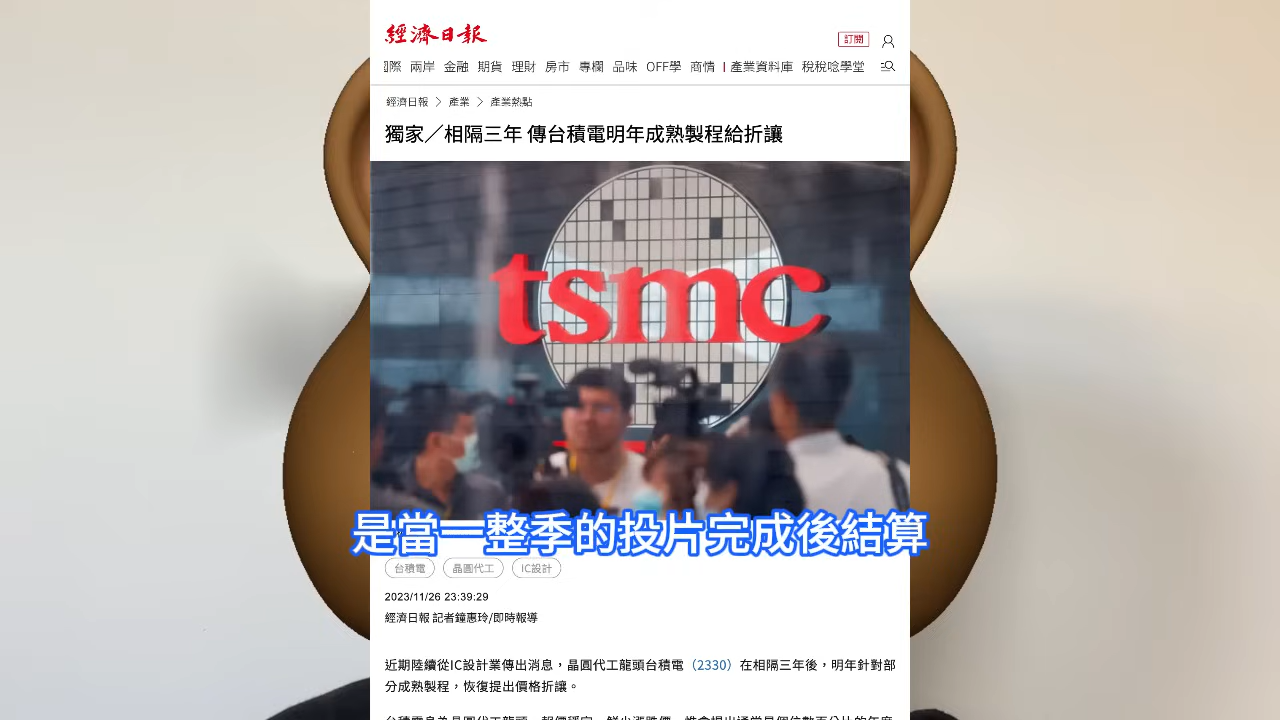 經濟日報
訂閱
國際 兩岸 金融 期貨 理財 房市 專欄 品味 OFF學 商情 產業資料庫 稅稅唸學堂
經濟日報 > 產業 > 產業熱點
獨家／相隔三年 傳台積電明年成熟製程給折讓
tsmc
是當一整季的投片完成後結算
台積電 晶圓代工 IC設計
2023/11/26 23:39:29
經濟日報 記者鐘惠玲/即時報導
近期陸續從IC設計業傳出消息，晶圓代工龍頭台積電（2330）在相隔三年後，明年針對部
分成熟製程，恢復提出價格折讓。